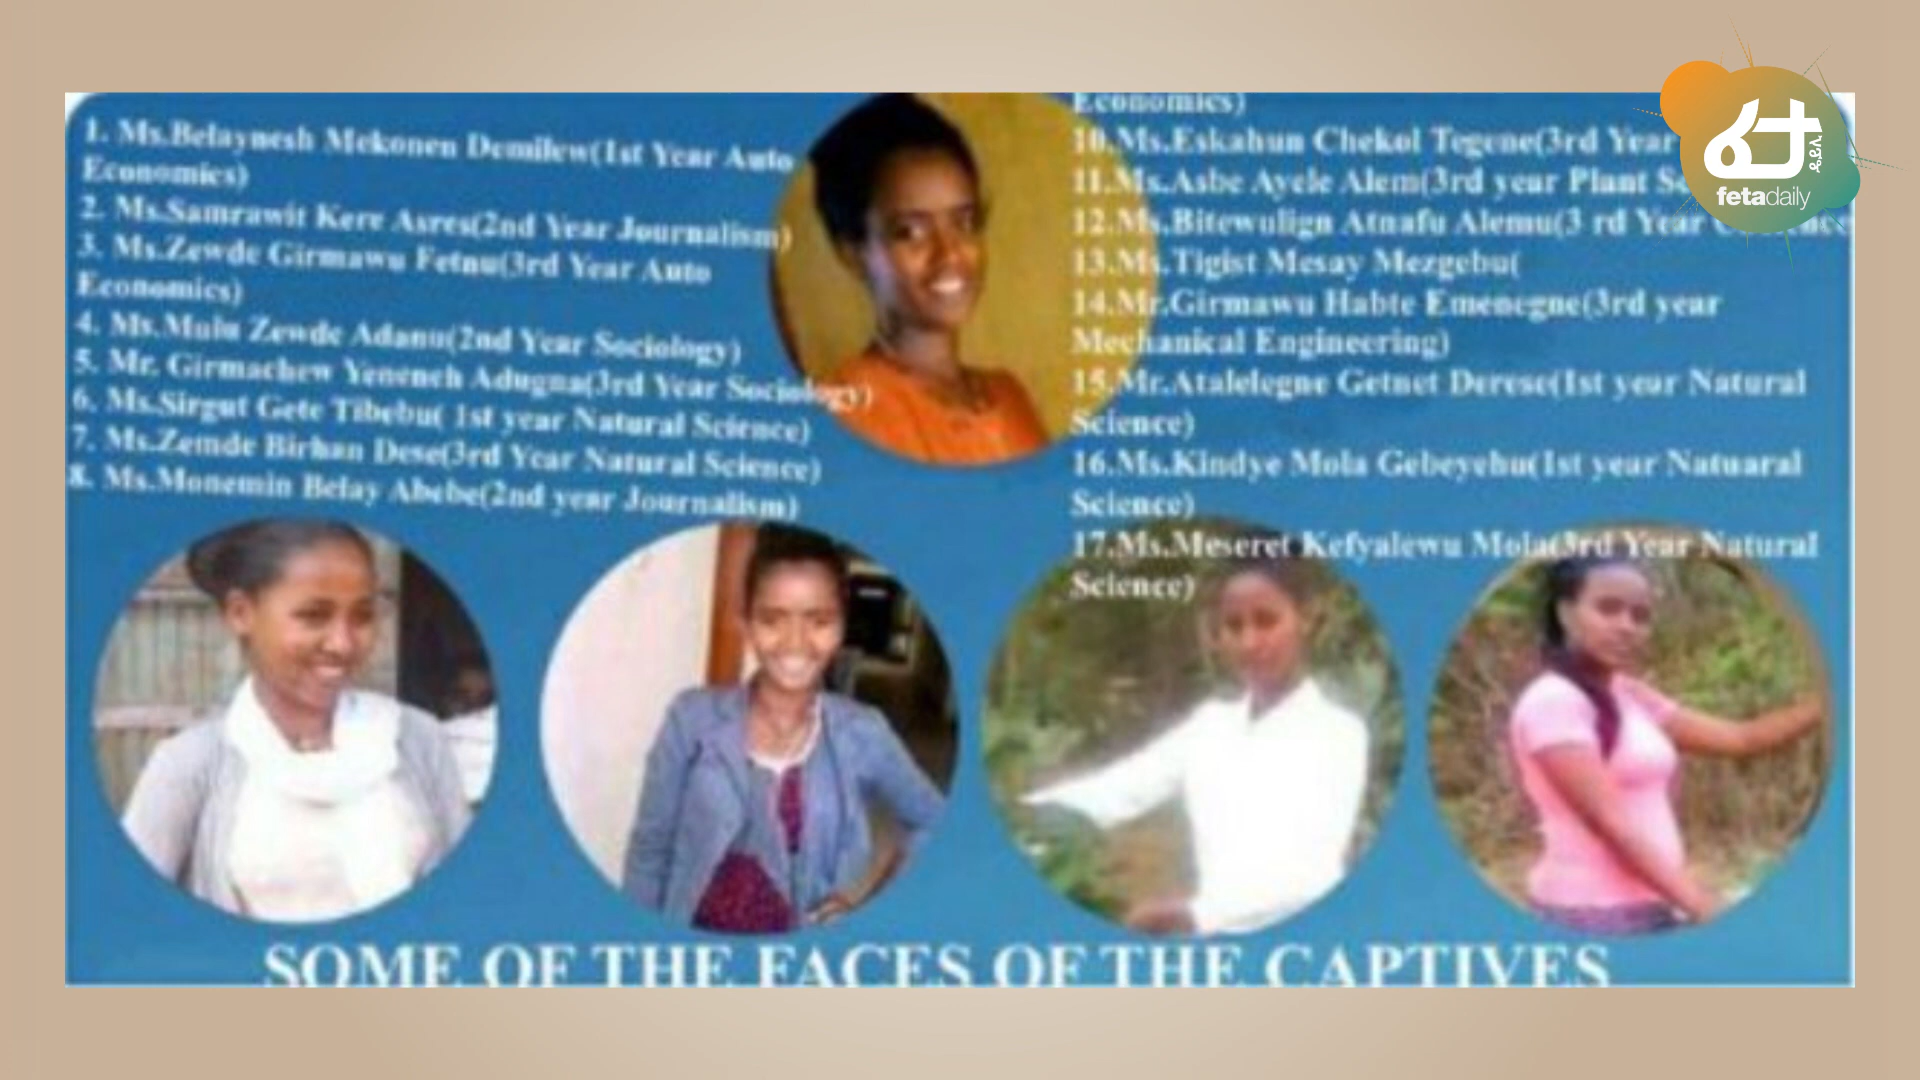 1. Ms.Belaynesh Mekonen Demilew(1st Year Auto
Economics)
2. Ms.Samrawit Kere Asres(2nd Year Journalism)
3. Ms.Zewde Girmawu Fetnu(3rd Year Auto
Economics)
4. Ms.Mulu Zewde Adanu(2nd Year Sociology)
5. Mr. Girmachew Yeneneh Adugna(3rd Year Sociology)
6. Ms.Sirgut Gete Tibebu( 1st year Natural Science)
7. Ms.Zemde Birhan Dese(3rd Year Natural Science)
8. Ms.Monemin Belay Abebe(2nd year Journalism)
Economics)
10.Ms.Eskahun Chekol Tegene(3rd Year
11.Ms.Asbe Ayele Alem(3rd year Plant
12.Ms.Bitewulign Atnafu Alemu(3 rd Year
13.Ms.Tigist Mesay Mezgebu(
14.Mr.Girmawu Habte Emenegne(3rd year
Mechanical Engineering)
15.Mr.Atalelegne Getnet Derese(1st year Natural
Science)
16.Ms.Kindye Mola Gebeyehu(1st year Natuaral
Science)
17.Ms.Meseret Kefyalewu Mola(3rd Year Natural
Science)
SOME OF THE FACES OF THE CAPTIVES
ፈታ
fetadaily